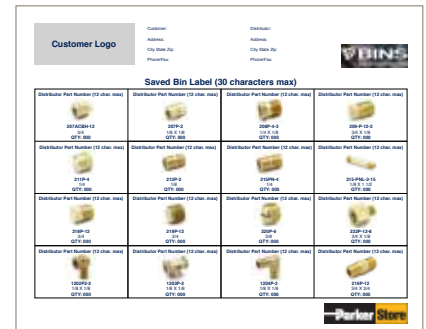 Customer Logo
Customer:
Address:
City State Zip:
Phone/Fax:
Distributor
Address:
City State Zip:
Phone/Fax:
BINS
Saved Bin Label (30 characters max)
Distributor Part Number (12 char. max)
207ACBH-12
3/4
QTY: 000
Distributor Part Number (12 char. max)
207P-2
1/8 X 1/8
QTY: 000
Distributor Part Number (12 char. max)
208P-4-2
1/4 X 1/8
QTY: 000
Distributor Part Number (12 char. max)
209-P-12-2
3/4 X 1/8
QTY: 000
Distributor Part Number (12 char. max)
211P-4
1/4
QTY: 000
Distributor Part Number (12 char. max)
213P-2
1/8
QTY: 000
Distributor Part Number (12 char. max)
215PN-4
1/4
QTY: 000
Distributor Part Number (12 char. max)
215-PNL-2-15
1/8 X 1 1/2
QTY: 000
Distributor Part Number (12 char. max)
218P-12
3/4
QTY: 000
Distributor Part Number (12 char. max)
219P-12
3/4
QTY: 000
Distributor Part Number (12 char. max)
220P-6
3/8
QTY: 000
Distributor Part Number (12 char. max)
222P-12-6
3/4 X 1/8
QTY: 000
Distributor Part Number (12 char. max)
1202P2-2
1/8 X 1/8
QTY: 000
Distributor Part Number (12 char. max)
1203P-2
1/8 X 1/8
QTY: 000
Distributor Part Number (12 char. max)
1204P-2
1/8 X 1/8
QTY: 000
Distributor Part Number (12 char. max)
216P-12
3/4 X 3/4
QTY: 000
Parker Store